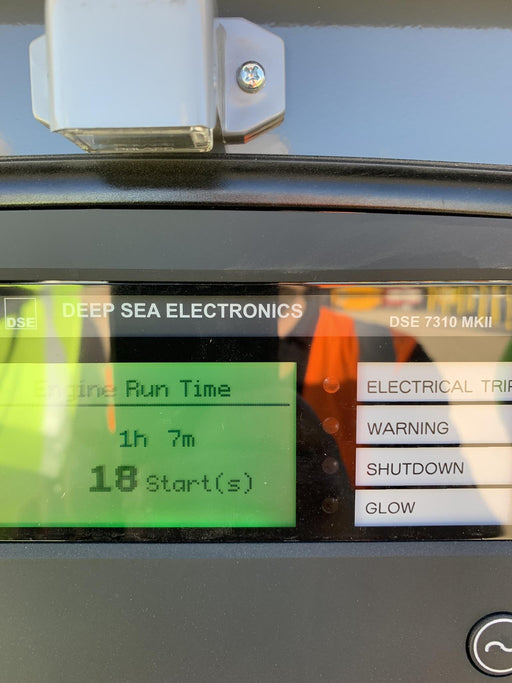 DSE
DEEP SEA ELECTRONICS
DSE 7310 MKII
Engine Run Time
1h 7m
18 Start(s)
ELECTRICAL TRIP
WARNING
SHUTDOWN
GLOW